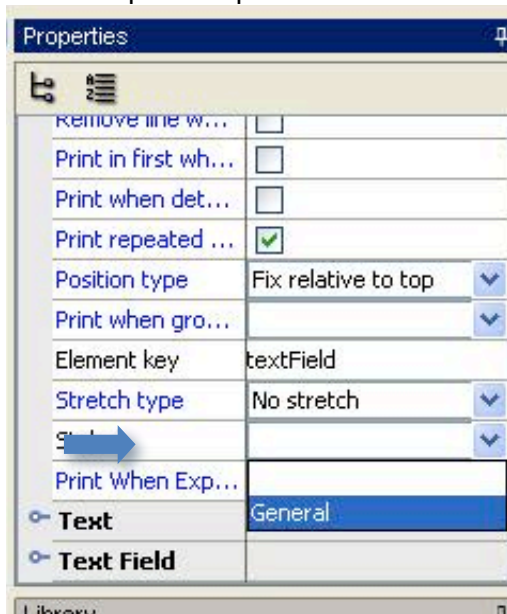 Properties
Remove line w...
Print in first wh...
Print when det...
Print repeated ...
Position type Fix relative to top
Print when gro...
Element key textField
Stretch type No stretch
Print When Exp...
General
Text
Text Field
Library